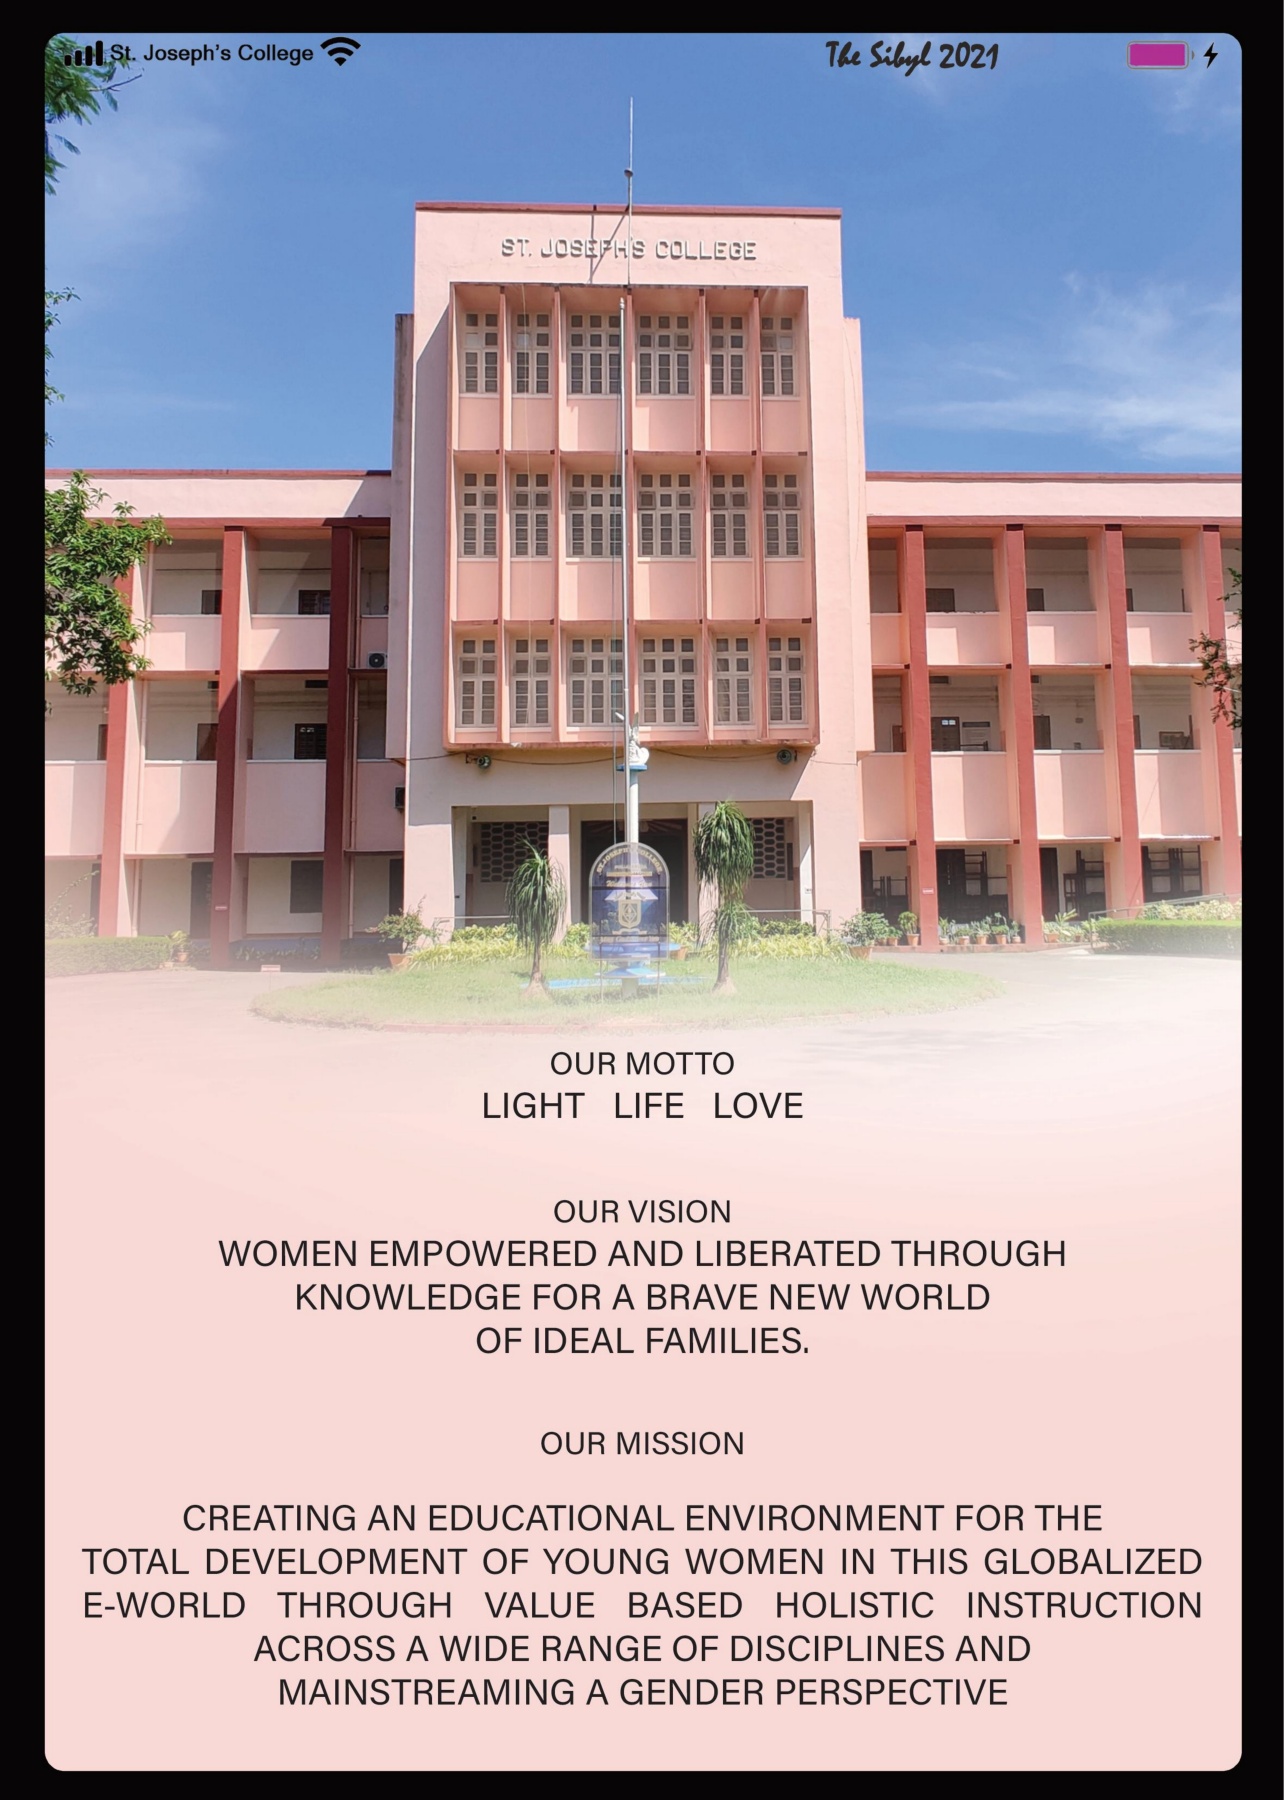 St. Joseph's College
The Sibyl 2021
ST. JOSEPH'S COLLEGE
OUR MOTTO
LIGHT LIFE LOVE
OUR VISION
WOMEN EMPOWERED AND LIBERATED THROUGH
KNOWLEDGE FOR A BRAVE NEW WORLD
OF IDEAL FAMILIES.
OUR MISSION
CREATING AN EDUCATIONAL ENVIRONMENT FOR THE
TOTAL DEVELOPMENT OF YOUNG WOMEN IN THIS GLOBALIZED
E-WORLD THROUGH VALUE BASED HOLISTIC INSTRUCTION
ACROSS A WIDE RANGE OF DISCIPLINES AND
MAINSTREAMING A GENDER PERSPECTIVE